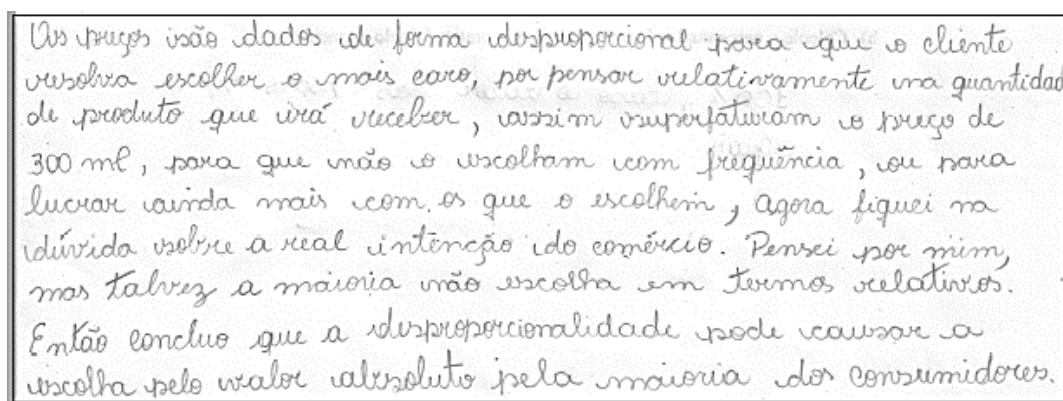 Os preços são dados de forma desproporcional para que o cliente
resolva escolher o mais caro, por pensar relativamente na quantidad
de produto que irá receber, assim superfaturam o preço de
300 ml, para que não o escolham com frequência, ou para
lucrar ainda mais com os que o escolhem, agora fiquei na
dúvida sobre a real intenção do comércio. Pensei por mim,
mas talvez a maioria não escolha em termos relativos.
Então concluo que a desproporcionalidade pode causar a
escolha pelo valor absoluto pela maioria dos consumidores.